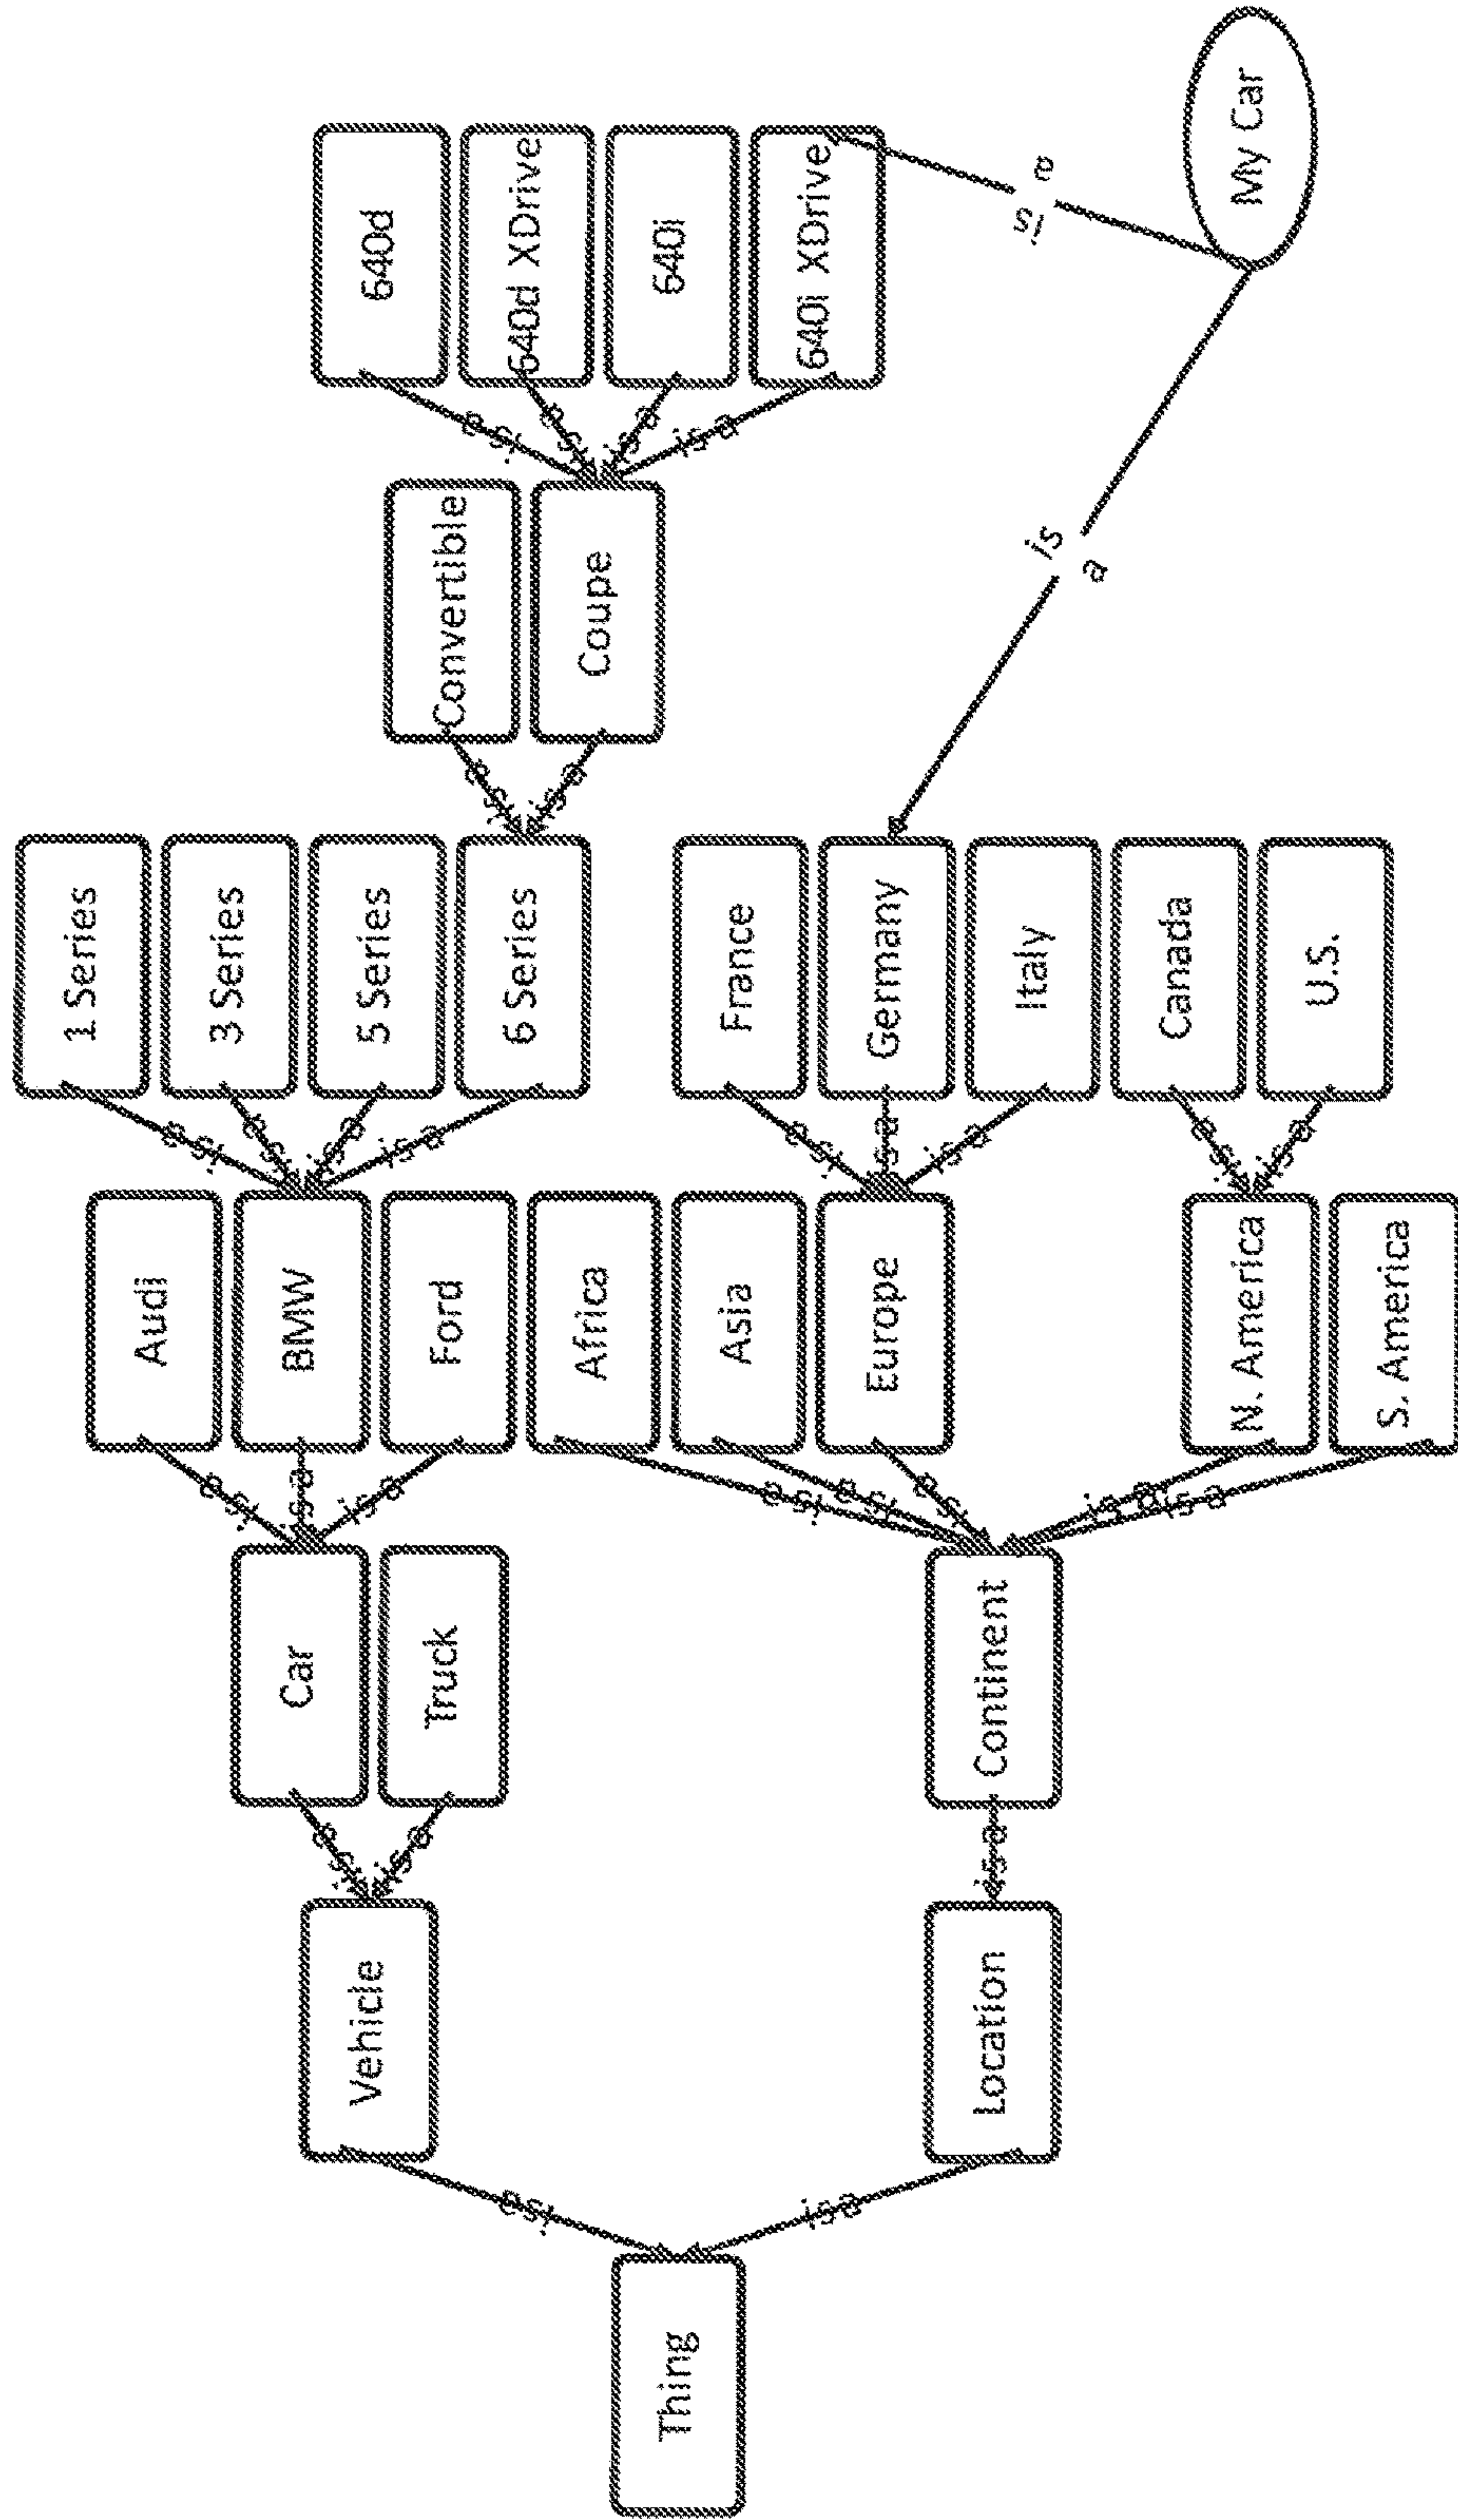 Thing
is a
is a
Vehicle
Location
is a
is a
is a
Car
Truck
Continent
is a
is a
is a
is a
is a
is a
is a
is a
Audi
BMW
Ford
Africa
Asia
Europe
N. America
S. America
is a
is a
is a
is a
is a
is a
is a
is a
is a
1 Series
3 Series
5 Series
6 Series
France
Germany
Italy
Canada
U.S.
is a
is a
is
a
Convertible
Coupe
is a
is a
is a
is a
640d
640d XDrive
640i
640i XDrive
is a
My Car